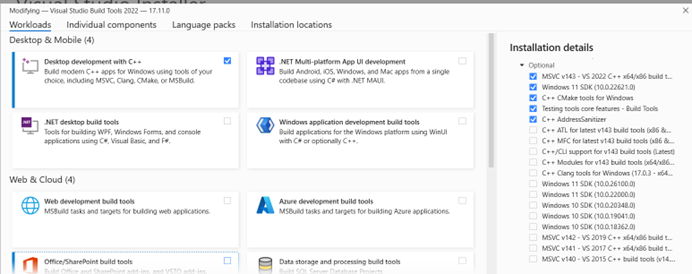 Modifying — Visual Studio Build Tools 2022 — 17.11.0
Workloads Individual components Language packs Installation locations
Desktop & Mobile (4)
Desktop development with C++
Build modern C++ apps for Windows using tools of your choice, including MSVC, Clang, CMake, or MSBuild.
.NET Multi-platform App UI development
Build Android, iOS, Windows, and Mac apps from a single codebase using C# with .NET MAUI.
.NET desktop build tools
Tools for building WPF, Windows Forms, and console applications using C#, Visual Basic, and F#.
Windows application development build tools
Build applications for the Windows platform using WinUI with C# or optionally C++.
Web & Cloud (4)
Web development build tools
MSBuild tasks and targets for building web applications.
Azure development build tools
MSBuild tasks and targets for building Azure applications.
Office/SharePoint build tools
Build Office and SharePoint add-ins, and VSTO add-ins.
Data storage and processing build tools
Build SQL Server Database Projects
Installation details
Optional
MSVC v143 - VS 2022 C++ x64/x86 build t...
Windows 11 SDK (10.0.22621.0)
C++ CMake tools for Windows
Testing tools core features - Build Tools
C++ AddressSanitizer
C++ ATL for latest v143 build tools (x86 &...
C++ MFC for latest v143 build tools (x86 &...
C++/CLI support for v143 build tools (Latest)
C++ Modules for v143 build tools (x64/x86...
C++ Clang tools for Windows (17.0.3 - x64...
Windows 11 SDK (10.0.26100.0)
Windows 11 SDK (10.0.22000.0)
Windows 10 SDK (10.0.20348.0)
Windows 10 SDK (10.0.19041.0)
Windows 10 SDK (10.0.18362.0)
MSVC v142 - VS 2019 C++ x64/x86 build t...
MSVC v141 - VS 2017 C++ x64/x86 build t...
MSVC v140 - VS 2015 C++ build tools (v14...